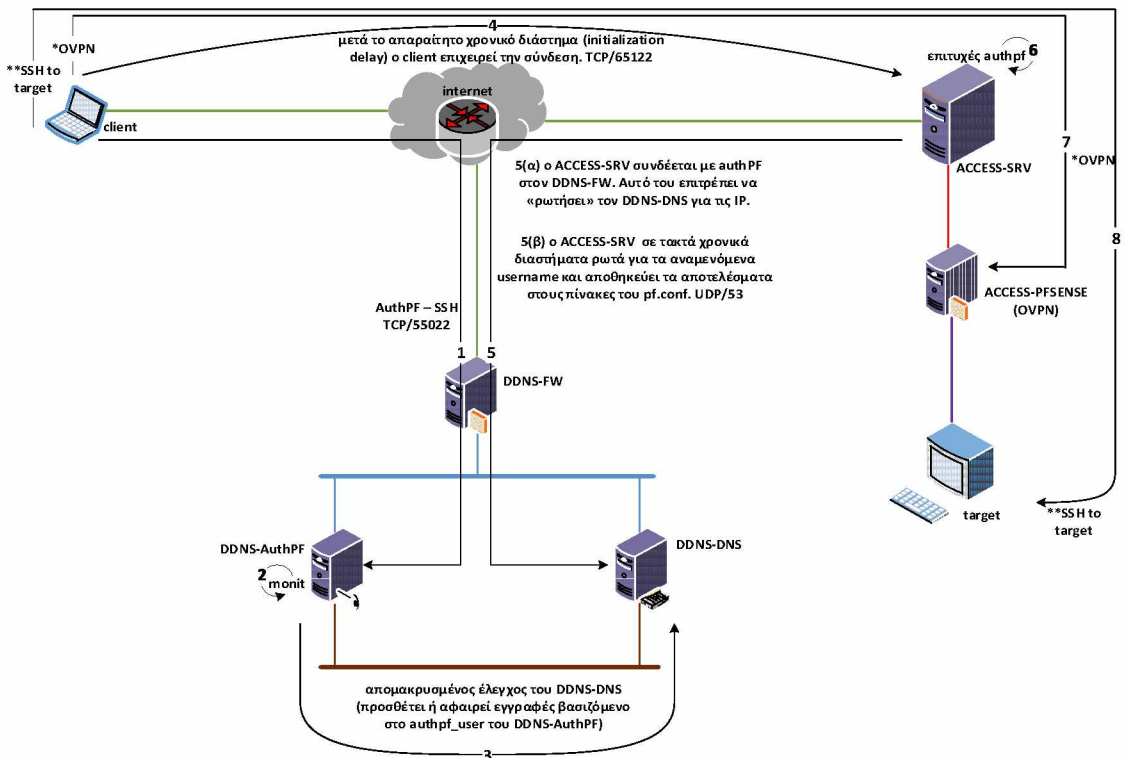 4
μετά το απαραίτητο χρονικό διάστημα (initialization
delay) ο client επιχειρεί την σύνδεση. TCP/65122
*OVPN
**SSH to
target
client
internet
επιτυχές authpf 6
ACCESS-SRV
7
*OVPN
8
5(α) ο ACCESS-SRV συνδέεται με authPF
στον DDNS-FW. Αυτό του επιτρέπει να
«ρωτήσει» τον DDNS-DNS για τις IP.
5(β) ο ACCESS-SRV σε τακτά χρονικά
διαστήματα ρωτά για τα αναμενόμενα
username και αποθηκεύει τα αποτελέσματα
στους πίνακες του pf.conf. UDP/53
ACCESS-PFSENSE
(OVPN)
AuthPF – SSH
TCP/55022
1
5
DDNS-FW
target
**SSH to
target
DDNS-AuthPF
2 monit
DDNS-DNS
απομακρυσμένος έλεγχος του DDNS-DNS
(προσθέτει ή αφαιρεί εγγραφές βασιζόμενο
στο authpf_user του DDNS-AuthPF)
3